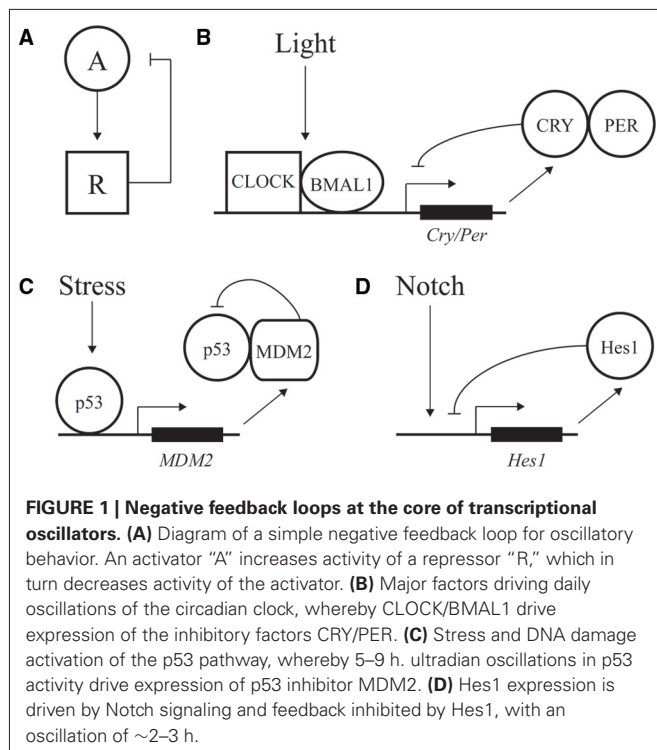 A
A
R
B
Light
CLOCK
BMAL1
Cry/Per
CRY
PER
C
Stress
p53
MDM2
p53
MDM2
D
Notch
Hes1
Hes1
FIGURE 1 | Negative feedback loops at the core of transcriptional
oscillators. (A) Diagram of a simple negative feedback loop for oscillatory
behavior. An activator “A” increases activity of a repressor “R,” which in
turn decreases activity of the activator. (B) Major factors driving daily
oscillations of the circadian clock, whereby CLOCK/BMAL1 drive
expression of the inhibitory factors CRY/PER. (C) Stress and DNA damage
activation of the p53 pathway, whereby 5–9 h. ultradian oscillations in p53
activity drive expression of p53 inhibitor MDM2. (D) Hes1 expression is
driven by Notch signaling and feedback inhibited by Hes1, with an
oscillation of ∼2–3 h.